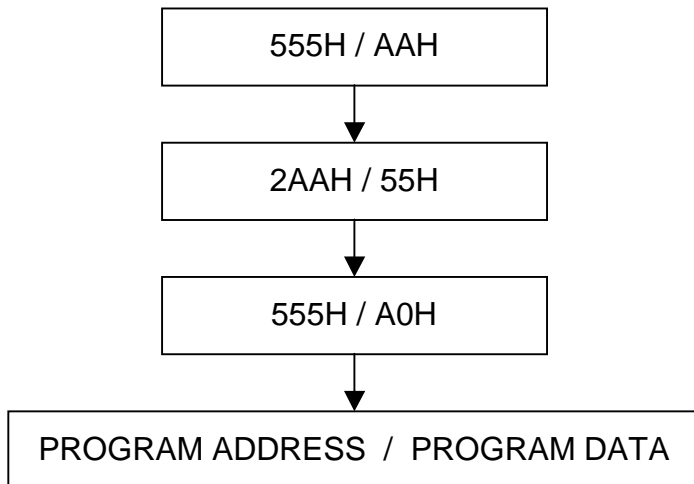 555H / AAH
2AAH / 55H
555H / A0H
PROGRAM ADDRESS / PROGRAM DATA